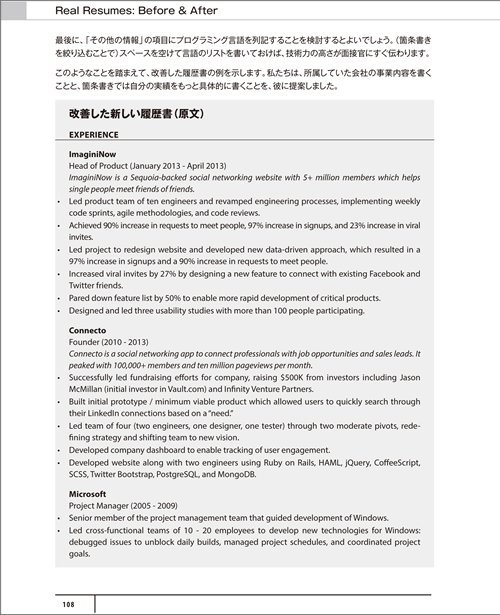 Real Resumes: Before & After
最後に、「その他の情報」の項目にプログラミング言語を列記することを検討するとよいでしょう。（箇条書き
を絞り込むことで）スペースを空けて言語のリストを書いておけば、技術力の高さが面接官にすぐ伝わります。
このようなことを踏まえて、改善した履歴書の例を示します。私たちは、所属していた会社の事業内容を書く
ことと、箇条書きでは自分の実績をもっと具体的に書くことを、彼に提案しました。
改善した新しい履歴書（原文）
EXPERIENCE
ImaginiNow
Head of Product (January 2013 - April 2013)
ImaginiNow is a Sequoia-backed social networking website with 5+ million members which helps
single people meet friends of friends.
• Led product team of ten engineers and revamped engineering processes, implementing weekly
code sprints, agile methodologies, and code reviews.
• Achieved 90% increase in requests to meet people, 97% increase in signups, and 23% increase in viral
invites.
• Led project to redesign website and developed new data-driven approach, which resulted in a
97% increase in signups and a 90% increase in requests to meet people.
• Increased viral invites by 27% by designing a new feature to connect with existing Facebook and
Twitter friends.
• Pared down feature list by 50% to enable more rapid development of critical products.
• Designed and led three usability studies with more than 100 people participating.
Connecto
Founder (2010 - 2013)
Connecto is a social networking app to connect professionals with job opportunities and sales leads. It
peaked with 100,000+ members and ten million pageviews per month.
• Successfully led fundraising efforts for company, raising $500K from investors including Jason
McMillan (initial investor in Vault.com) and Infinity Venture Partners.
• Built initial prototype / minimum viable product which allowed users to quickly search through
their LinkedIn connections based on a “need.”
• Led team of four (two engineers, one designer, one tester) through two moderate pivots, rede-
fining strategy and shifting team to new vision.
• Developed company dashboard to enable tracking of user engagement.
• Developed website along with two engineers using Ruby on Rails, HAML, jQuery, CoffeeScript,
SCSS, Twitter Bootstrap, PostgreSQL, and MongoDB.
Microsoft
Project Manager (2005 - 2009)
• Senior member of the project management team that guided development of Windows.
• Led cross-functional teams of 10 - 20 employees to develop new technologies for Windows:
debugged issues to unblock daily builds, managed project schedules, and coordinated project
goals.
108